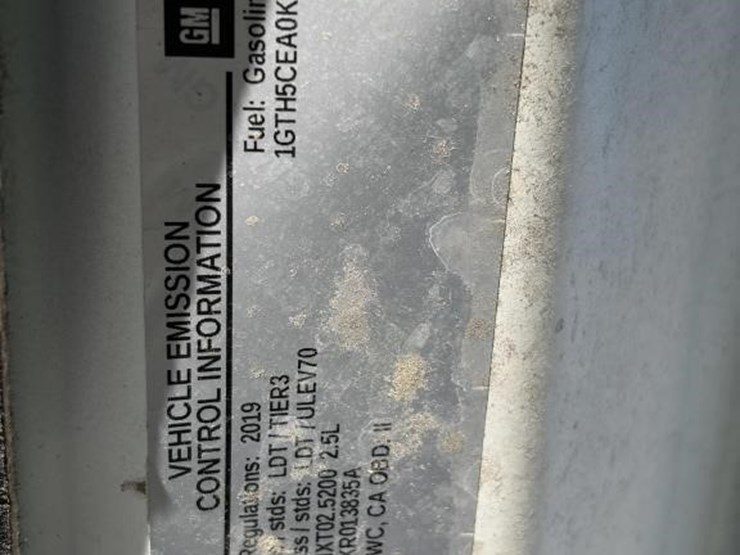 GM
VEHICLE EMISSION
CONTROL INFORMATION
Fuel: Gasolin
1GTH5CEA0K
Regulations: 2019
/ stds: LDT / TIER3
ss / stds: LDT / ULEV70
XT02.5200 2.5L
KR013835A
WC, CA OBD: II